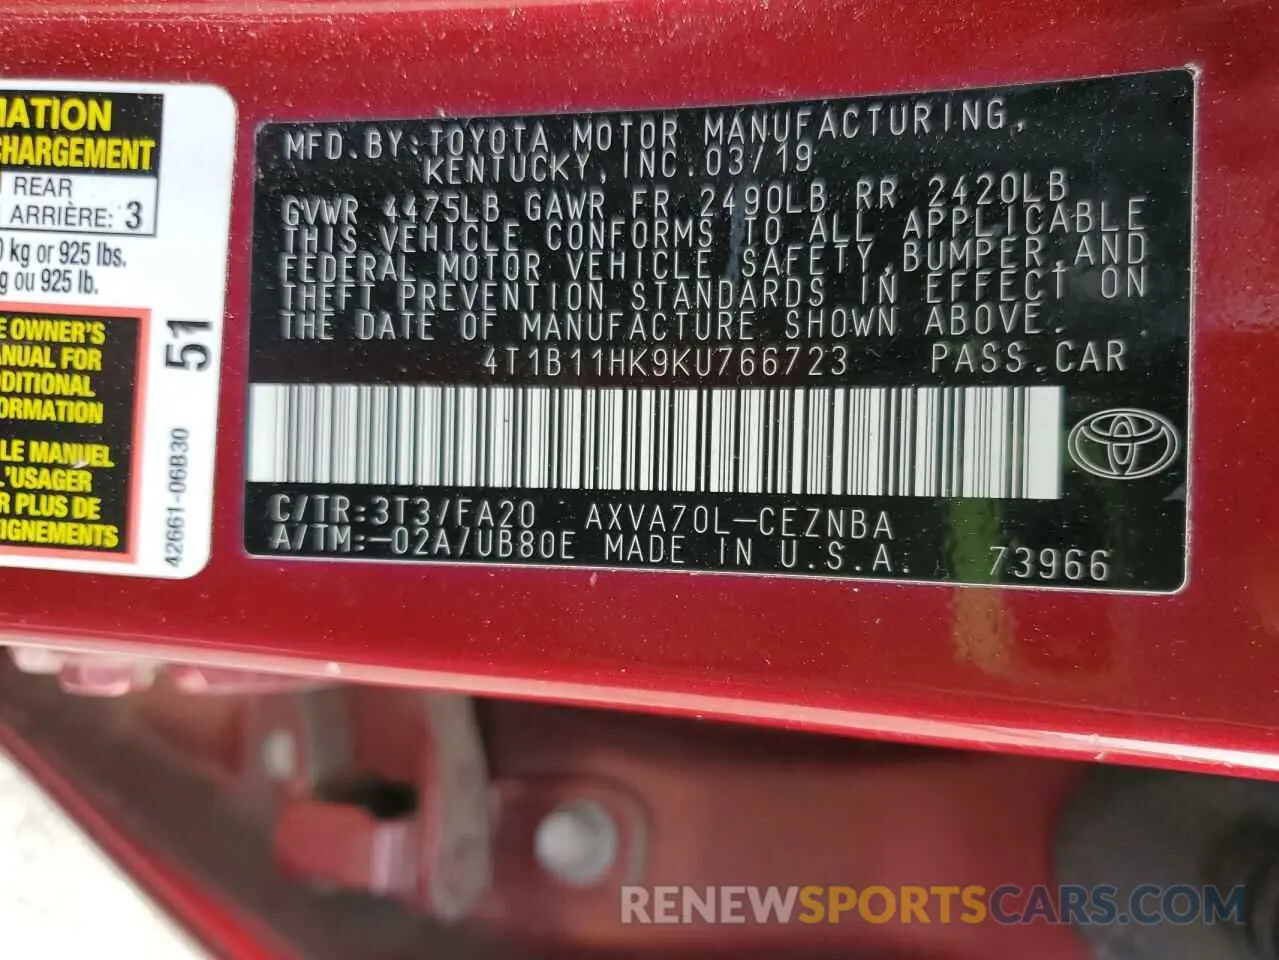 MATION
CHARGEMENT
REAR
ARRIÈRE: 3
kg or 925 lbs.
ou 925 lb.
E OWNER'S
ANUAL FOR
DDITIONAL
FORMATION
LE MANUEL
L'USAGER
R PLUS DE
IGNEMENTS
51
42661-06B30
MFD.BY:TOYOTA MOTOR MANUFACTURING,
KENTUCKY,INC.03/19
GVWR 4475LB GAWR FR 2490LB RR 2420LB
THIS VEHICLE CONFORMS TO ALL APPLICABLE
FEDERAL MOTOR VEHICLE SAFETY,BUMPER,AND
THEFT PREVENTION STANDARDS IN EFFECT ON
THE DATE OF MANUFACTURE SHOWN ABOVE.
4T1B11HK9KU766723 PASS.CAR
C/TR:3T3/FA20 AXVA70L-CEZNBA
A/TM:-02A/UB80E MADE IN U.S.A. 73966
RENEWSPORTSCARS.COM